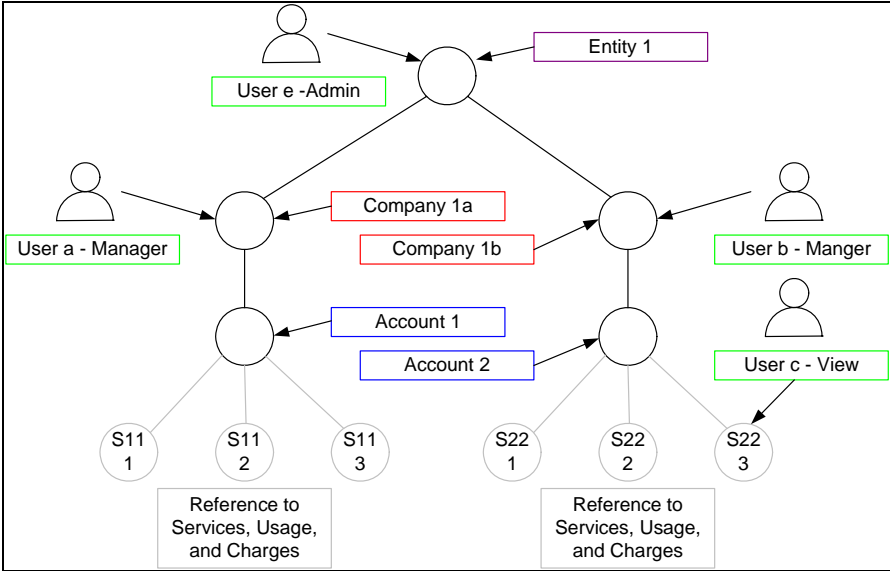 Entity 1
User e -Admin
Company 1a
User a - Manager
Company 1b
User b - Manger
Account 1
Account 2
User c - View
S11
1
S11
2
S11
3
S22
1
S22
2
S22
3
Reference to
Services, Usage,
and Charges
Reference to
Services, Usage,
and Charges